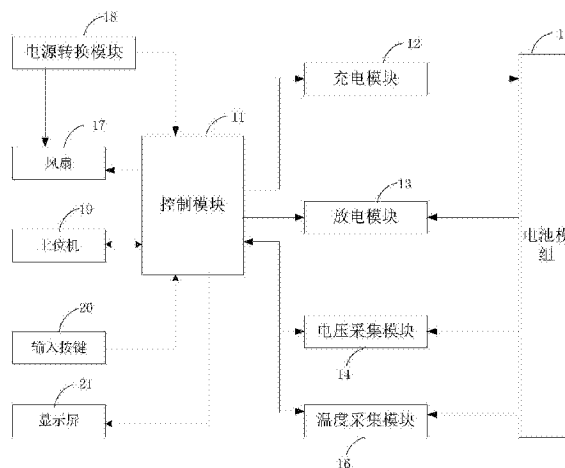 18
电源转换模块
12
充电模块
1
17
风扇
11
控制模块
13
放电模块
19
上位机
电池模
组
20
输入按键
电压采集模块
14
21
显示屏
温度采集模块
16